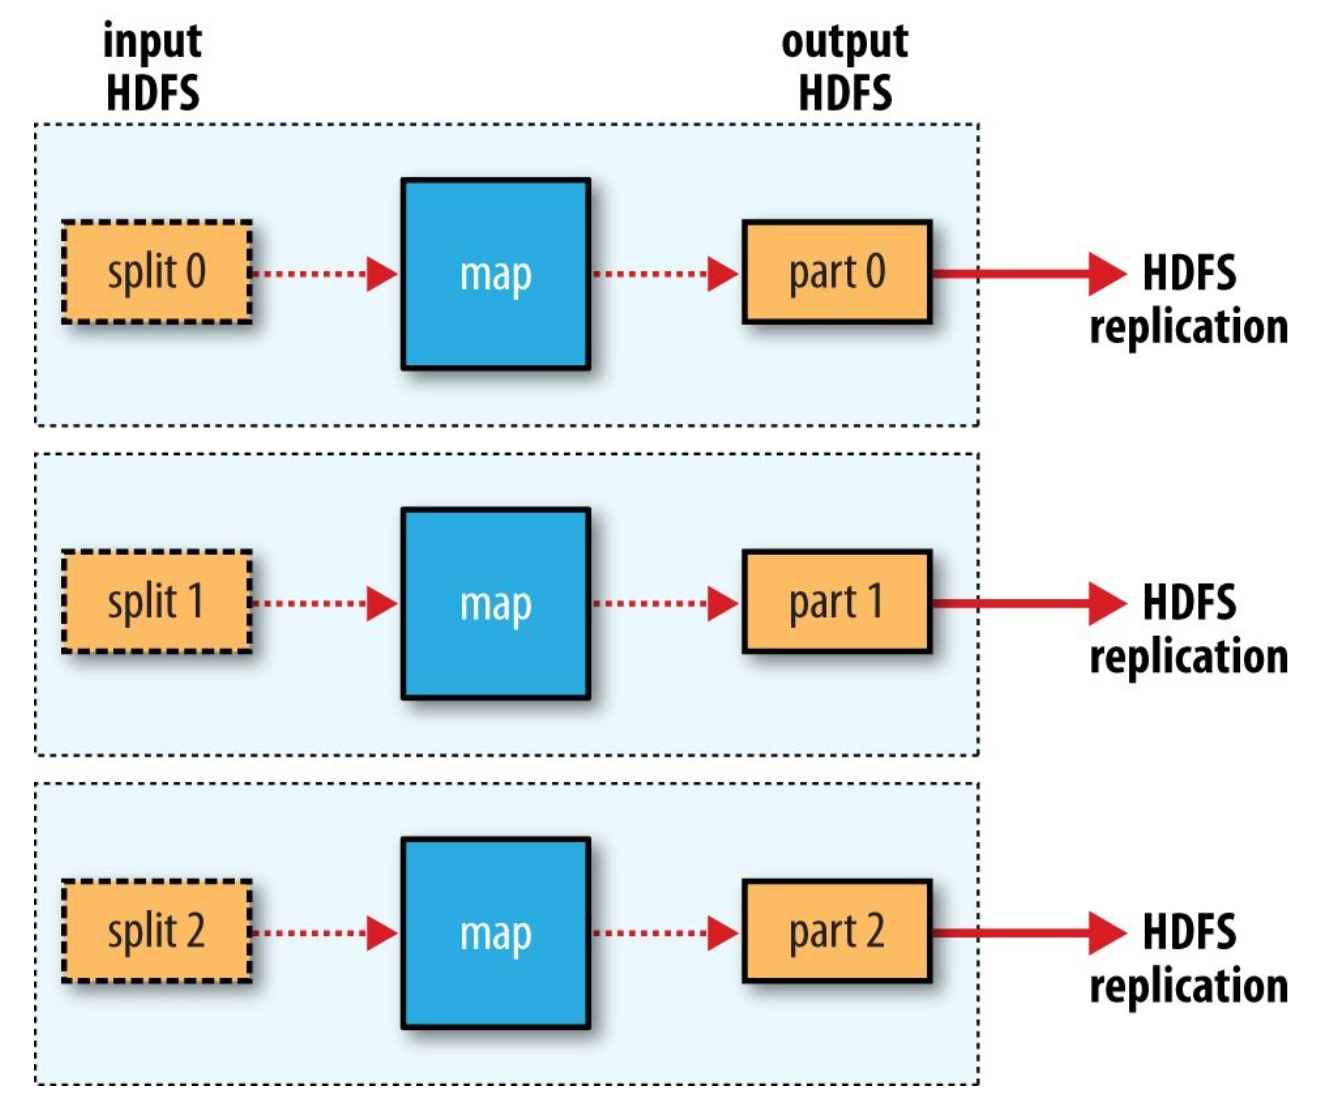 input
HDFS
output
HDFS
split 0
map
part 0
HDFS
replication
split 1
map
part 1
HDFS
replication
split 2
map
part 2
HDFS
replication